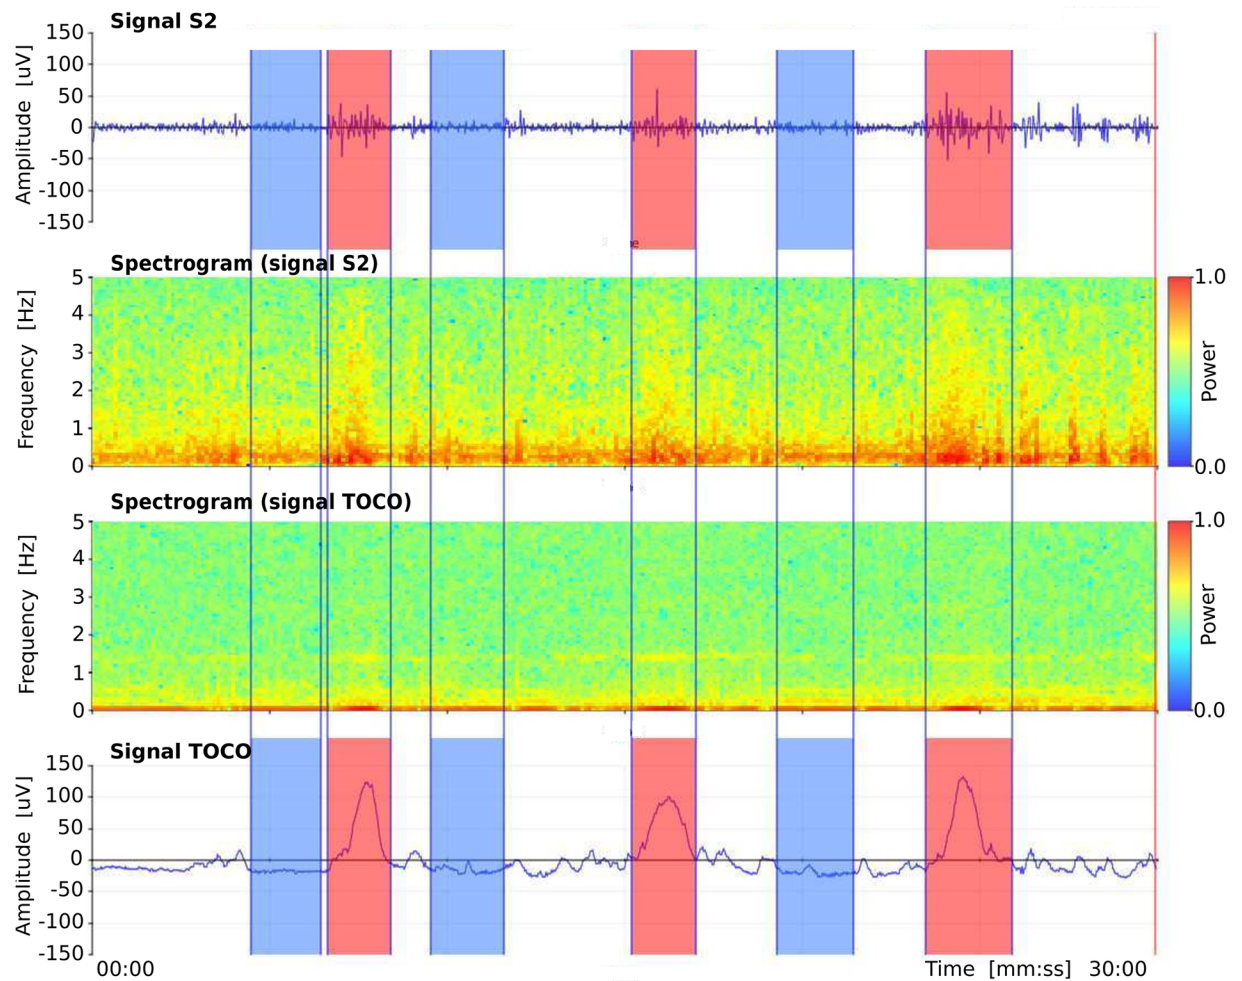 Signal S2
150
100
50
0
-50
-100
-150
Amplitude [uV]
Spectrogram (signal S2)
5
4
3
2
1
0
Frequency [Hz]
1.0
0.0
Power
Spectrogram (signal TOCO)
5
4
3
2
1
0
Frequency [Hz]
1.0
0.0
Power
Signal TOCO
150
100
50
0
-50
-100
-150
Amplitude [uV]
00:00
Time [mm:ss] 30:00